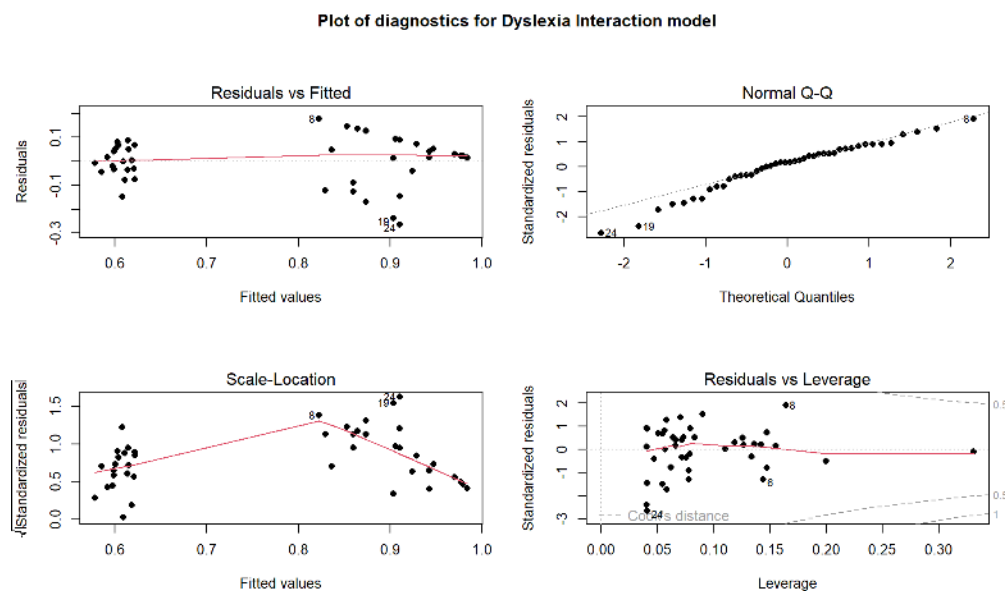 Plot of diagnostics for Dyslexia Interaction model
Residuals vs Fitted
Residuals
0.1
-0.1
-0.3
8
19
24
0.6 0.7 0.8 0.9 1.0
Fitted values
Normal Q-Q
Standardized residuals
2
1
0
-1
-2
8
19
24
-2 -1 0 1 2
Theoretical Quantiles
Scale-Location
√|Standardized residuals|
1.5
1.0
0.5
0.0
24
19
8
0.6 0.7 0.8 0.9 1.0
Fitted values
Residuals vs Leverage
Standardized residuals
2
1
0
-1
-3
8
6
24
Cook's distance
0.5
0.5
1
0.00 0.05 0.10 0.15 0.20 0.25 0.30
Leverage